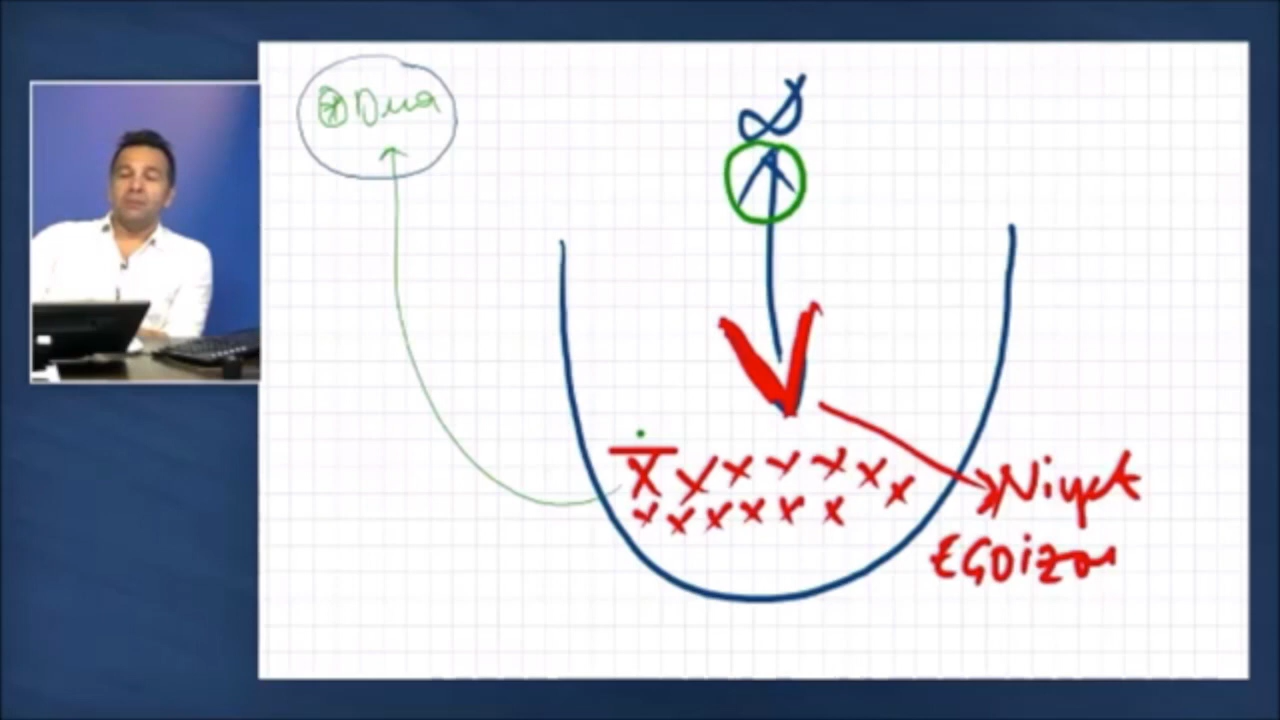 Dua
∞
X x x x x x x
x x x x x x
Niyet
EGOizm